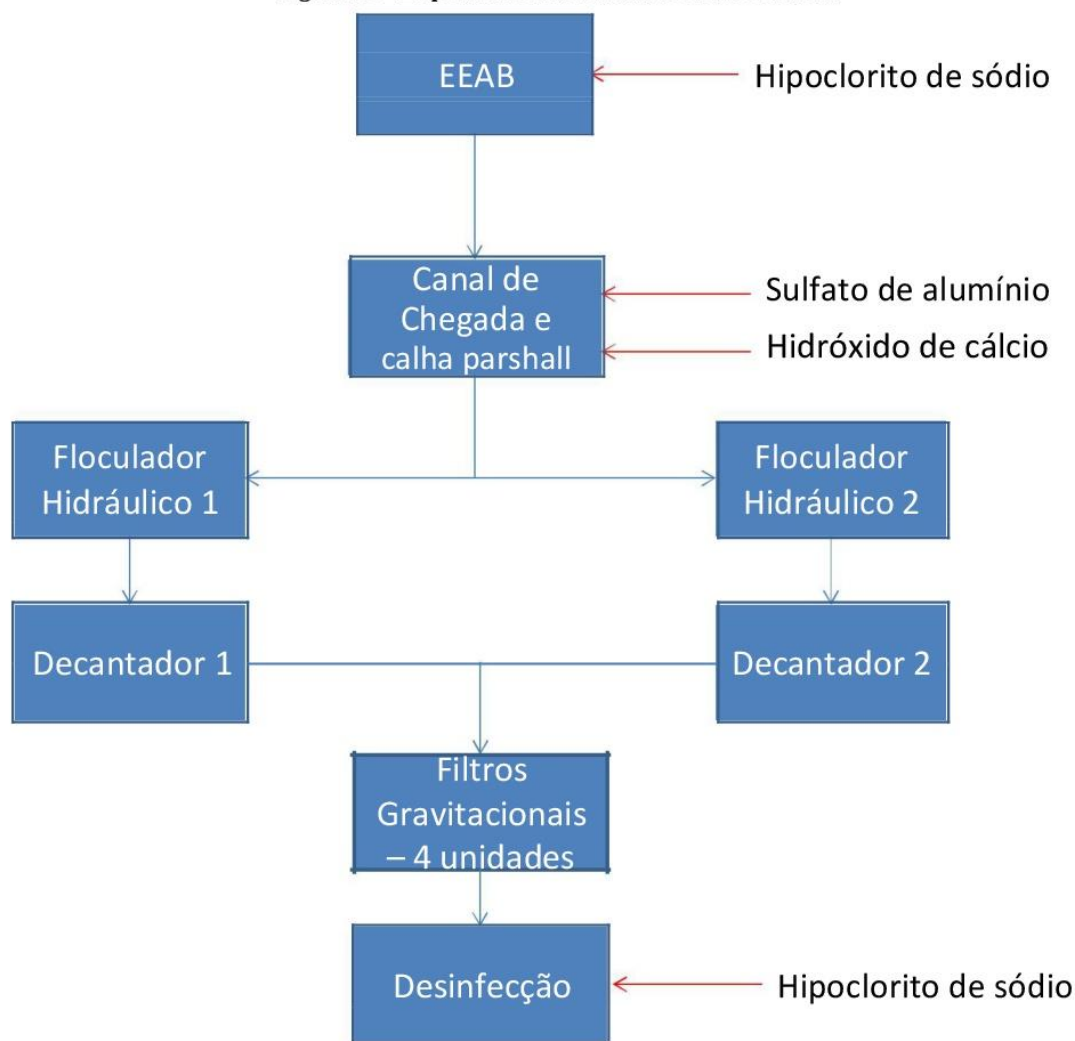 EEAB
Hipoclorito de sódio
Canal de
Chegada e
calha parshall
Sulfato de alumínio
Hidróxido de cálcio
Floculador
Hidráulico 1
Floculador
Hidráulico 2
Decantador 1
Decantador 2
Filtros
Gravitacionais
– 4 unidades
Desinfecção
Hipoclorito de sódio